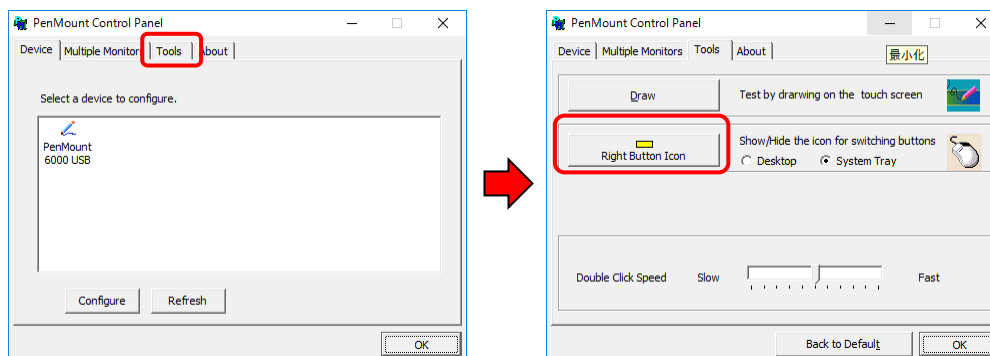 PenMount Control Panel
Device Multiple Monitors Tools About
Select a device to configure.
PenMount
6000 USB
Configure Refresh
OK
PenMount Control Panel
Device Multiple Monitors Tools About
最小化
Draw Test by drarwing on the touch screen
Right Button Icon
Show/Hide the icon for switching buttons
Desktop System Tray
Double Click Speed Slow Fast
Back to Default OK